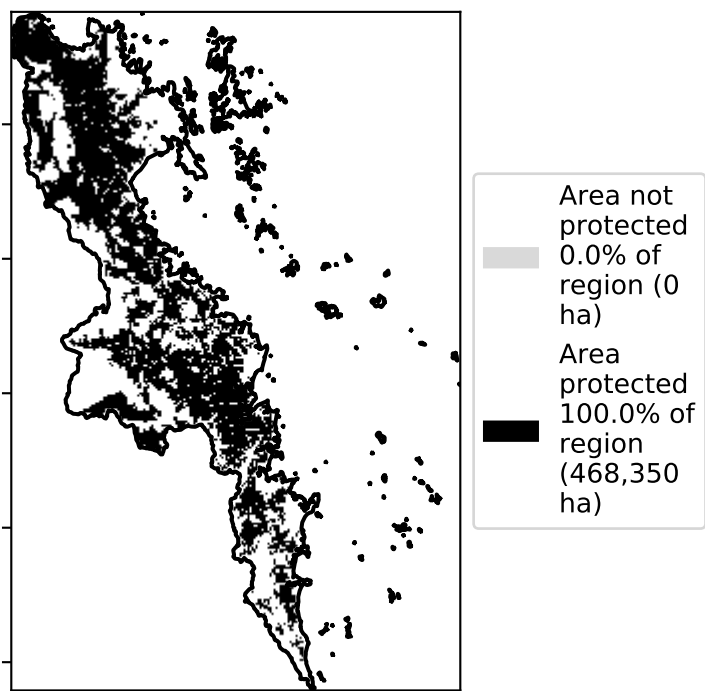 Area not
protected
0.0% of
region (0
ha)
Area
protected
100.0% of
region
(468,350
ha)